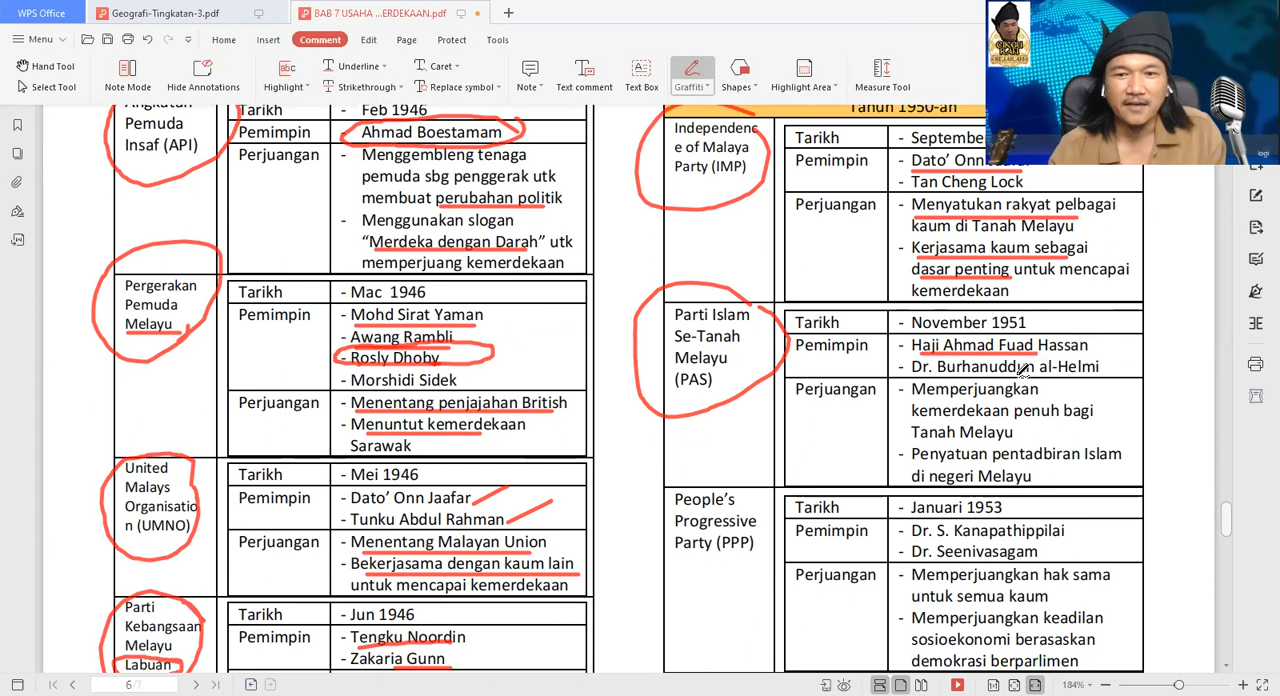 WPS Office
Geografi-Tingkatan-3.pdf
BAB 7 USAHA ...ERDEKAAN.pdf
Menu
Home
Insert
Comment
Edit
Page
Protect
Tools
Hand Tool
Select Tool
Note Mode
Hide Annotations
Highlight
Underline
Strikethrough
Caret
Replace symbol
Note
Text comment
Text Box
Graffiti
Shapes
Highlight Area
Measure Tool
Angkatan
Pemuda
Insaf (API)
Tarikh
- Feb 1946
Pemimpin
- Ahmad Boestamam
Perjuangan
- Menggembleng tenaga
pemuda sbg penggerak utk
membuat perubahan politik
- Menggunakan slogan
“Merdeka dengan Darah” utk
memperjuang kemerdekaan
Pergerakan
Pemuda
Melayu
Tarikh
- Mac 1946
Pemimpin
- Mohd Sirat Yaman
- Awang Rambli
- Rosly Dhoby
- Morshidi Sidek
Perjuangan
- Menentang penjajahan British
- Menuntut kemerdekaan
Sarawak
United
Malays
Organisatio
n (UMNO)
Tarikh
- Mei 1946
Pemimpin
- Dato’ Onn Jaafar
- Tunku Abdul Rahman
Perjuangan
- Menentang Malayan Union
- Bekerjasama dengan kaum lain
untuk mencapai kemerdekaan
Parti
Kebangsaan
Melayu
Labuan
Tarikh
- Jun 1946
Pemimpin
- Tengku Noordin
- Zakaria Gunn
Tahun 1950-an
Independenc
e of Malaya
Party (IMP)
Tarikh
- Septembe
Pemimpin
- Dato’ Onn
- Tan Cheng Lock
Perjuangan
- Menyatukan rakyat pelbagai
kaum di Tanah Melayu
- Kerjasama kaum sebagai
dasar penting untuk mencapai
kemerdekaan
Parti Islam
Se-Tanah
Melayu
(PAS)
Tarikh
- November 1951
Pemimpin
- Haji Ahmad Fuad Hassan
- Dr. Burhanuddin al-Helmi
Perjuangan
- Memperjuangkan
kemerdekaan penuh bagi
Tanah Melayu
- Penyatuan pentadbiran Islam
di negeri Melayu
People’s
Progressive
Party (PPP)
Tarikh
- Januari 1953
Pemimpin
- Dr. S. Kanapathippilai
- Dr. Seenivasagam
Perjuangan
- Memperjuangkan hak sama
untuk semua kaum
- Memperjuangkan keadilan
sosioekonomi berasaskan
demokrasi berparlimen
6/7
184%